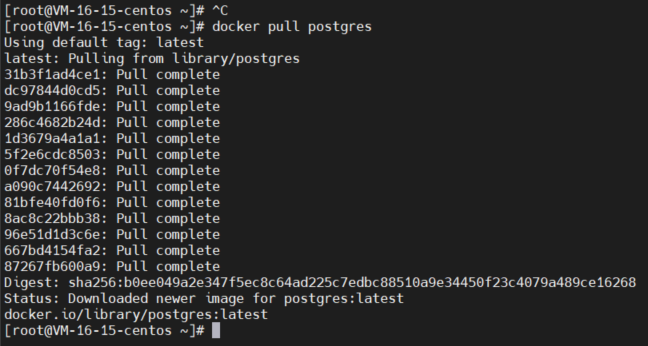 [root@VM-16-15-centos ~]# ^C
[root@VM-16-15-centos ~]# docker pull postgres
Using default tag: latest
latest: Pulling from library/postgres
31b3f1ad4ce1: Pull complete
dc97844d0cd5: Pull complete
9ad9b1166fde: Pull complete
286c4682b24d: Pull complete
1d3679a4a1a1: Pull complete
5f2e6cdc8503: Pull complete
0f7dc70f54e8: Pull complete
a090c7442692: Pull complete
81bfe40fd0f6: Pull complete
8ac8c22bbb38: Pull complete
96e51d1d3c6e: Pull complete
667bd4154fa2: Pull complete
87267fb600a9: Pull complete
Digest: sha256:b0ee049a2e347f5ec8c64ad225c7edbc88510a9e34450f23c4079a489ce16268
Status: Downloaded newer image for postgres:latest
docker.io/library/postgres:latest
[root@VM-16-15-centos ~]#